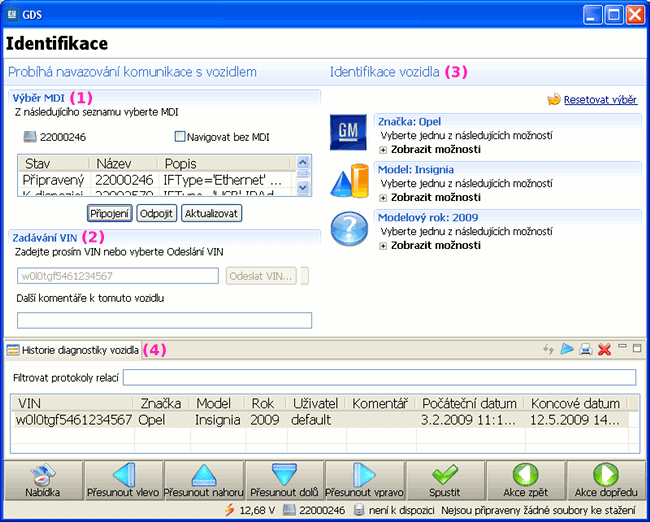 GDS
Identifikace
Probíhá navazování komunikace s vozidlem
Výběr MDI (1)
Z následujícího seznamu vyberte MDI
22000246
Navigovat bez MDI
Stav Název Popis
Připravený 22000246 IFType='Ethernet' ...
Připojení Odpojit Aktualizovat
Zadávání VIN (2)
Zadejte prosím VIN nebo vyberte Odeslání VIN
w0l0tgf5461234567 Odeslat VIN...
Další komentáře k tomuto vozidlu
Identifikace vozidla (3)
Resetovat výběr
GM
Značka: Opel
Vyberte jednu z následujících možností
Zobrazit možnosti
Model: Insignia
Vyberte jednu z následujících možností
Zobrazit možnosti
Modelový rok: 2009
Vyberte jednu z následujících možností
Zobrazit možnosti
Historie diagnostiky vozidla (4)
Filtrovat protokoly relací
VIN Značka Model Rok Uživatel Komentář Počáteční datum Koncové datum
w0l0tgf5461234567 Opel Insignia 2009 default 3.2.2009 11:1... 12.5.2009 14...
Nabídka Přesunout vlevo Přesunout nahoru Přesunout dolů Přesunout vpravo Spustit Akce zpět Akce dopředu
12,68 V 22000246 není k dispozici Nejsou připraveny žádné soubory ke stažení